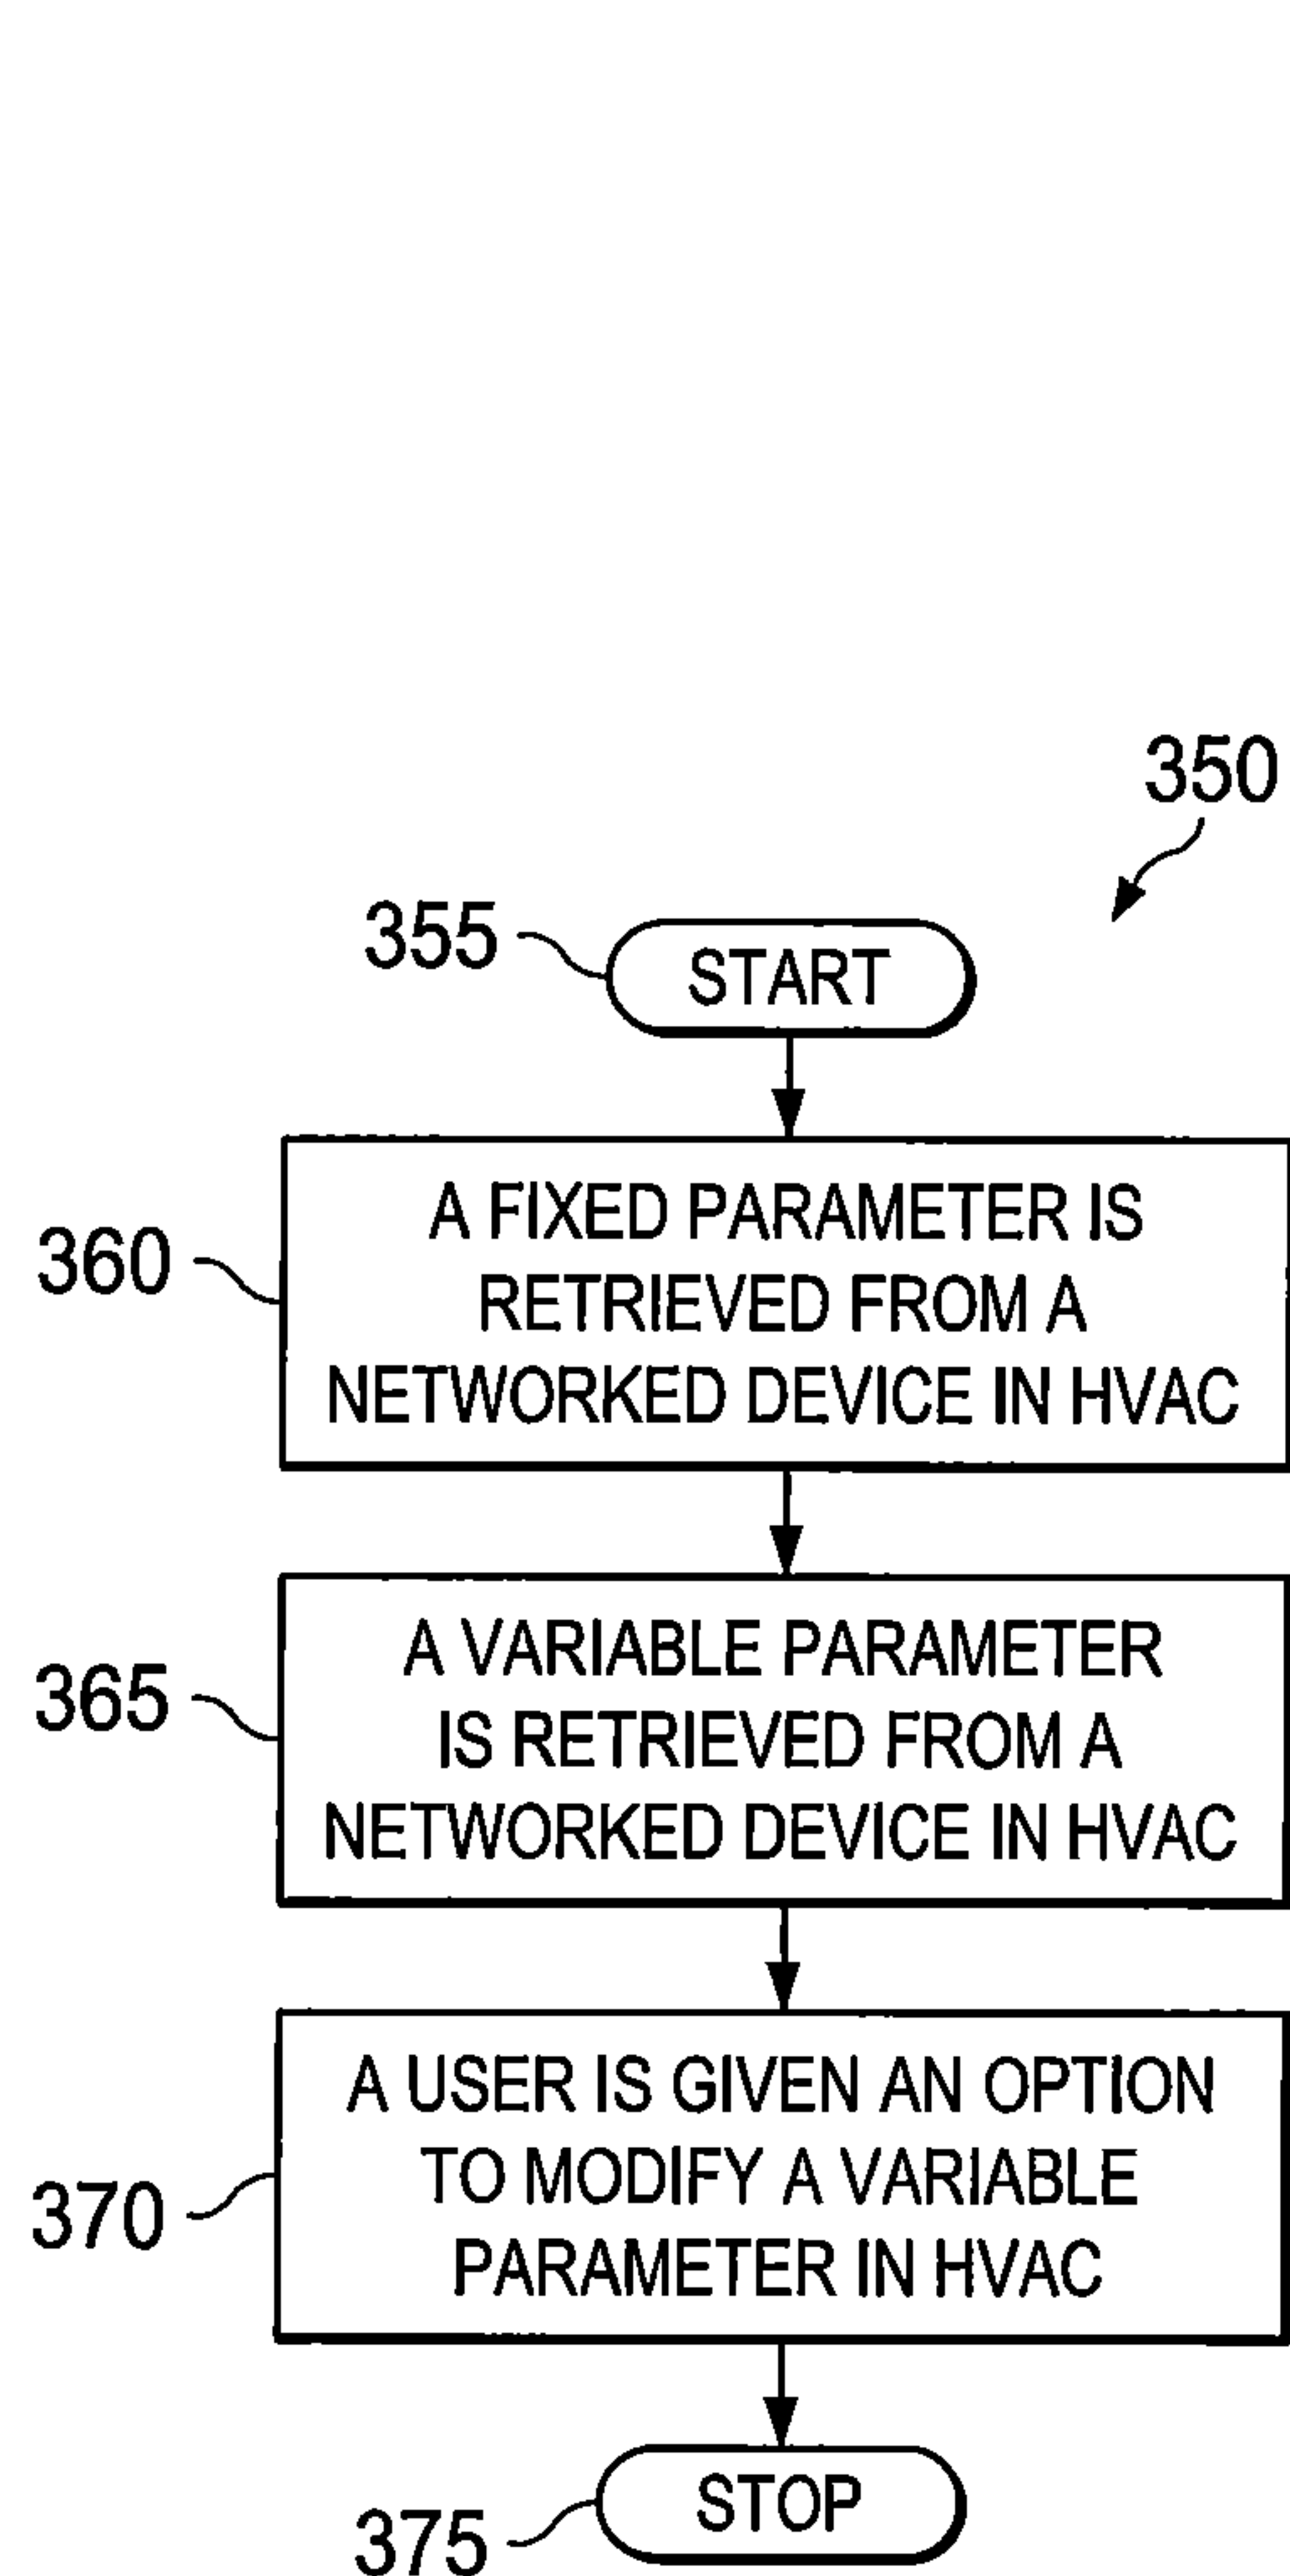 350
355
START
360
A FIXED PARAMETER IS
RETRIEVED FROM A
NETWORKED DEVICE IN HVAC
365
A VARIABLE PARAMETER
IS RETRIEVED FROM A
NETWORKED DEVICE IN HVAC
370
A USER IS GIVEN AN OPTION
TO MODIFY A VARIABLE
PARAMETER IN HVAC
375
STOP